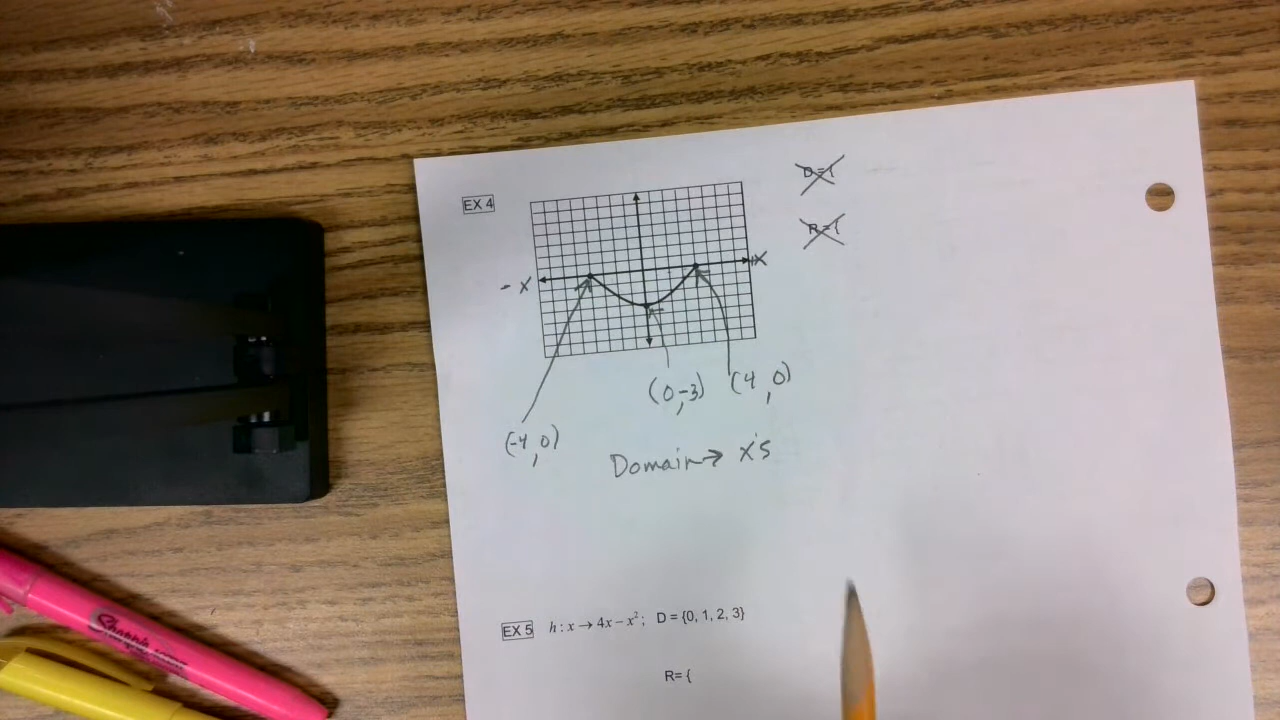 EX 4
D = {
R = {
- X
+X
(0,-3) (4,0)
(-4,0)
Domain → x's
EX 5 h : x → 4x – x²; D = {0, 1, 2, 3}
R= {
Sharpie